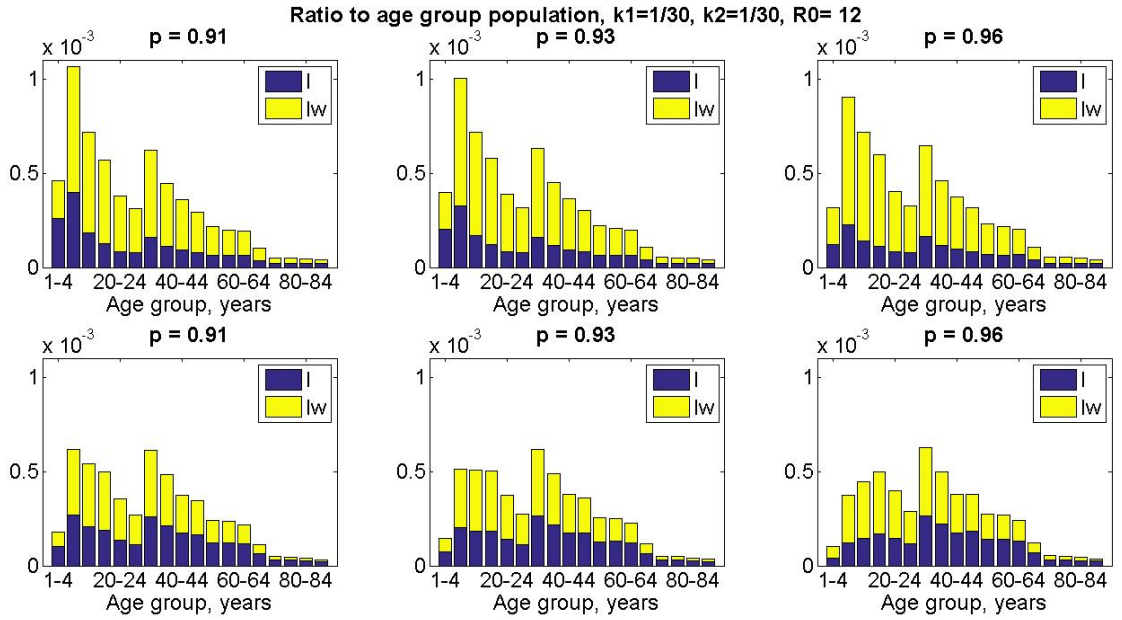 Ratio to age group population, k1=1/30, k2=1/30, R0= 12
p = 0.91
x 10-3
1
0.5
0
I
Iw
1-4 20-24 40-44 60-64 80-84
Age group, years
p = 0.93
x 10-3
1
0.5
0
I
Iw
1-4 20-24 40-44 60-64 80-84
Age group, years
p = 0.96
x 10-3
1
0.5
0
I
Iw
1-4 20-24 40-44 60-64 80-84
Age group, years
p = 0.91
x 10-3
1
0.5
0
I
Iw
1-4 20-24 40-44 60-64 80-84
Age group, years
p = 0.93
x 10-3
1
0.5
0
I
Iw
1-4 20-24 40-44 60-64 80-84
Age group, years
p = 0.96
x 10-3
1
0.5
0
I
Iw
1-4 20-24 40-44 60-64 80-84
Age group, years